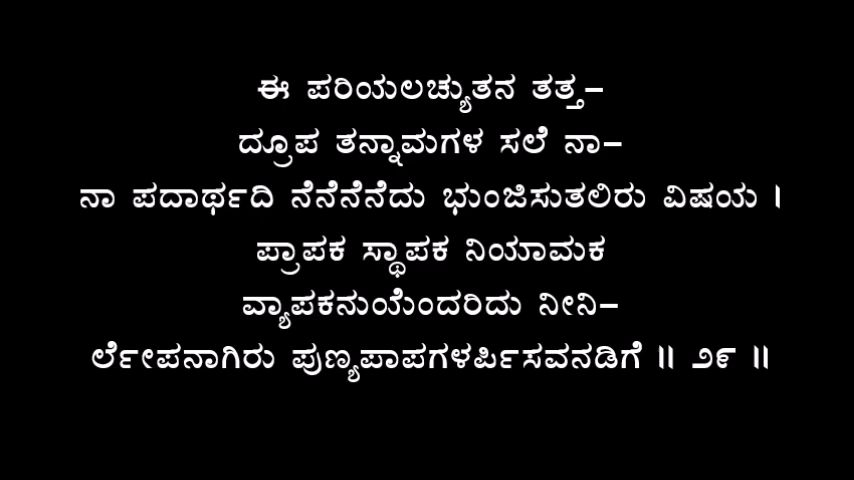 ಈ ಪರಿಯಲಚ್ಯುತನ ತತ್ತ–
ದ್ರೂಪ ತನ್ನಾಮಗಳ ಸಲೆ ನಾ–
ನಾ ಪದಾರ್ಥದಿ ನೆನೆನೆನೆದು ಭುಂಜಿಸುತಲಿರು ವಿಷಯ ।
ಪ್ರಾಪಕ ಸ್ಥಾಪಕ ನಿಯಾಮಕ
ವ್ಯಾಪಕನುಯೆಂದರಿದು ನೀನಿ–
ರ್ಲೇಪನಾಗಿರು ಪುಣ್ಯಪಾಪಗಳರ್ಪಿಸವನಡಿಗೆ ॥ ೨೯ ॥